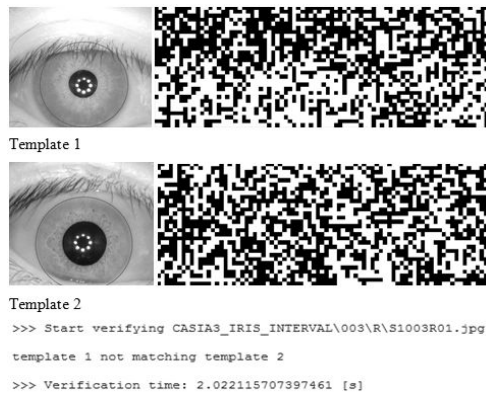 Template 1
Template 2
>>> Start verifying CASIA3_IRIS_INTERVAL\003\R\S1003R01.jpg
template 1 not matching template 2
>>> Verification time: 2.022115707397461 [s]